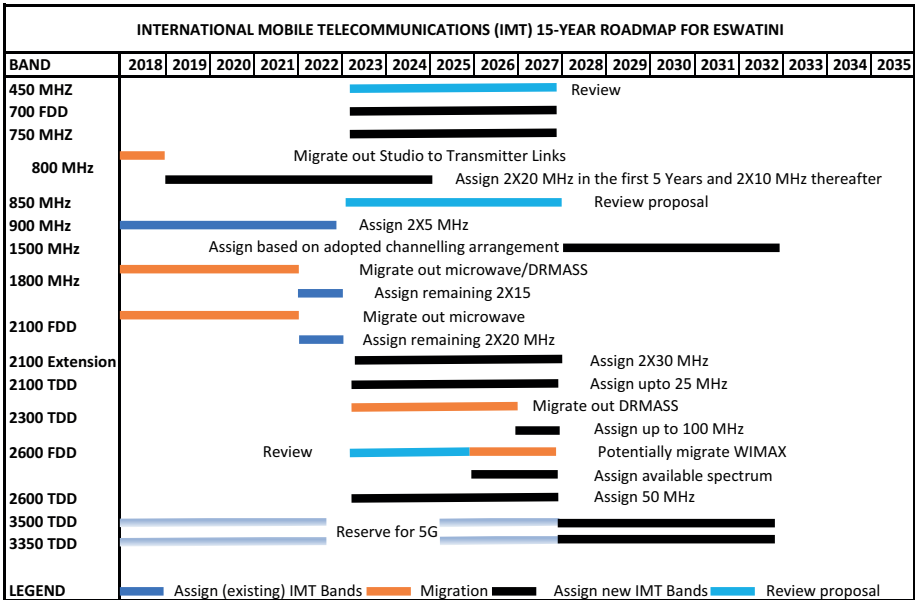 INTERNATIONAL MOBILE TELECOMMUNICATIONS (IMT) 15-YEAR ROADMAP FOR ESWATINI
BAND 2018 2019 2020 2021 2022 2023 2024 2025 2026 2027 2028 2029 2030 2031 2032 2033 2034 2035
450 MHZ Review
700 FDD
750 MHZ
Migrate out Studio to Transmitter Links
800 MHz
Assign 2X20 MHz in the first 5 Years and 2X10 MHz thereafter
850 MHz Review proposal
900 MHz Assign 2X5 MHz
1500 MHz Assign based on adopted channelling arrangement
Migrate out microwave/DRMASS
1800 MHz
Assign remaining 2X15
Migrate out microwave
2100 FDD
Assign remaining 2X20 MHz
2100 Extension Assign 2X30 MHz
2100 TDD Assign upto 25 MHz
Migrate out DRMASS
2300 TDD
Assign up to 100 MHz
2600 FDD Review Potentially migrate WIMAX
Assign available spectrum
2600 TDD Assign 50 MHz
3500 TDD
Reserve for 5G
3350 TDD
LEGEND Assign (existing) IMT Bands Migration Assign new IMT Bands Review proposal